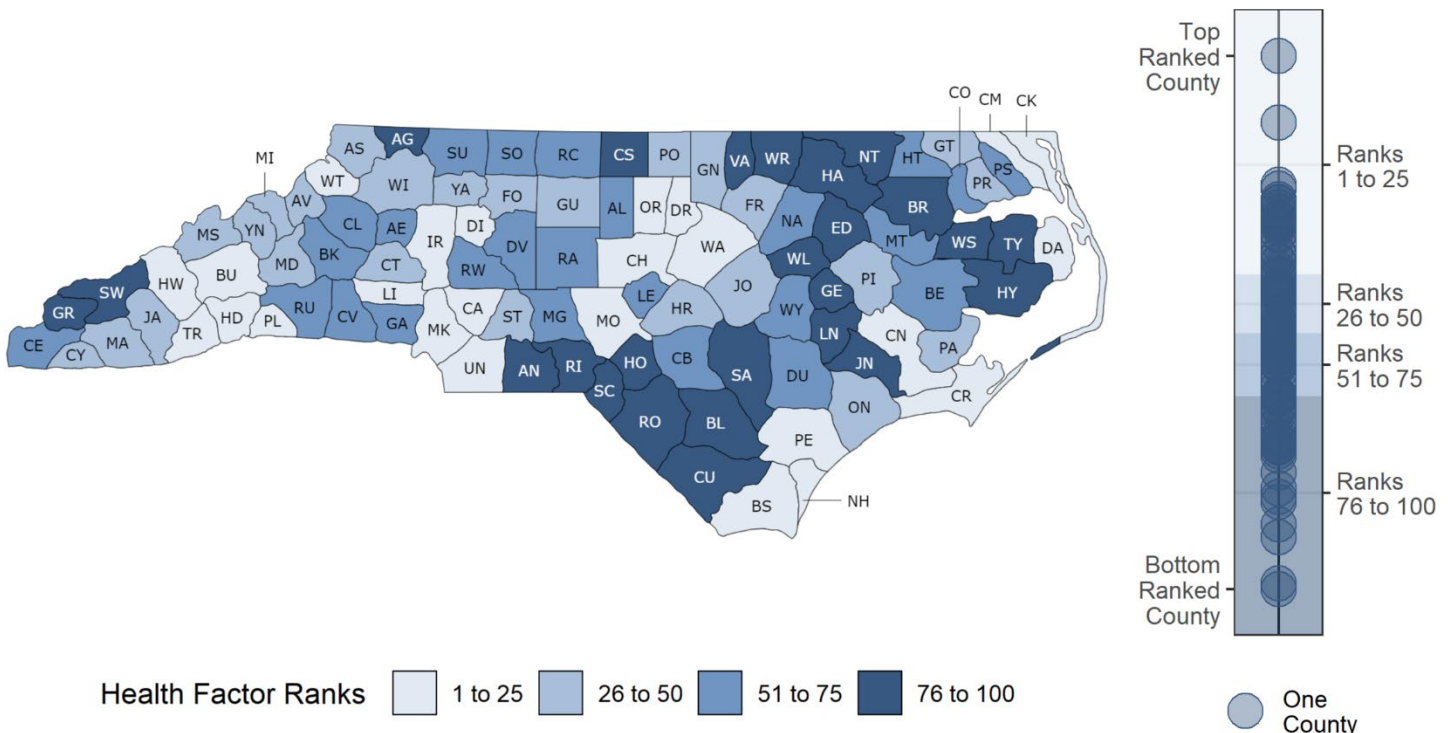 CO CM CK
MI
AS AG SU SO RC CS PO GN VA WR HA NT HT GT PS
WT WI YA FO GU AL OR DR FR PR
AV CL AE IR DI DV RA CH WA NA ED BR MT WS TY DA
MS YN MD BK CT RW WL
HW BU LI LE JO GE PI BE HY
SW GR JA TR HD PL RU CV GA MK CA ST MG MO HR WY LN CN PA
CE CY MA UN AN RI HO CB SA DU JN
SC RO BL ON CR
PE
CU BS NH
Top
Ranked
County
Ranks
1 to 25
Ranks
26 to 50
Ranks
51 to 75
Ranks
76 to 100
Bottom
Ranked
County
Health Factor Ranks 1 to 25 26 to 50 51 to 75 76 to 100
One
County